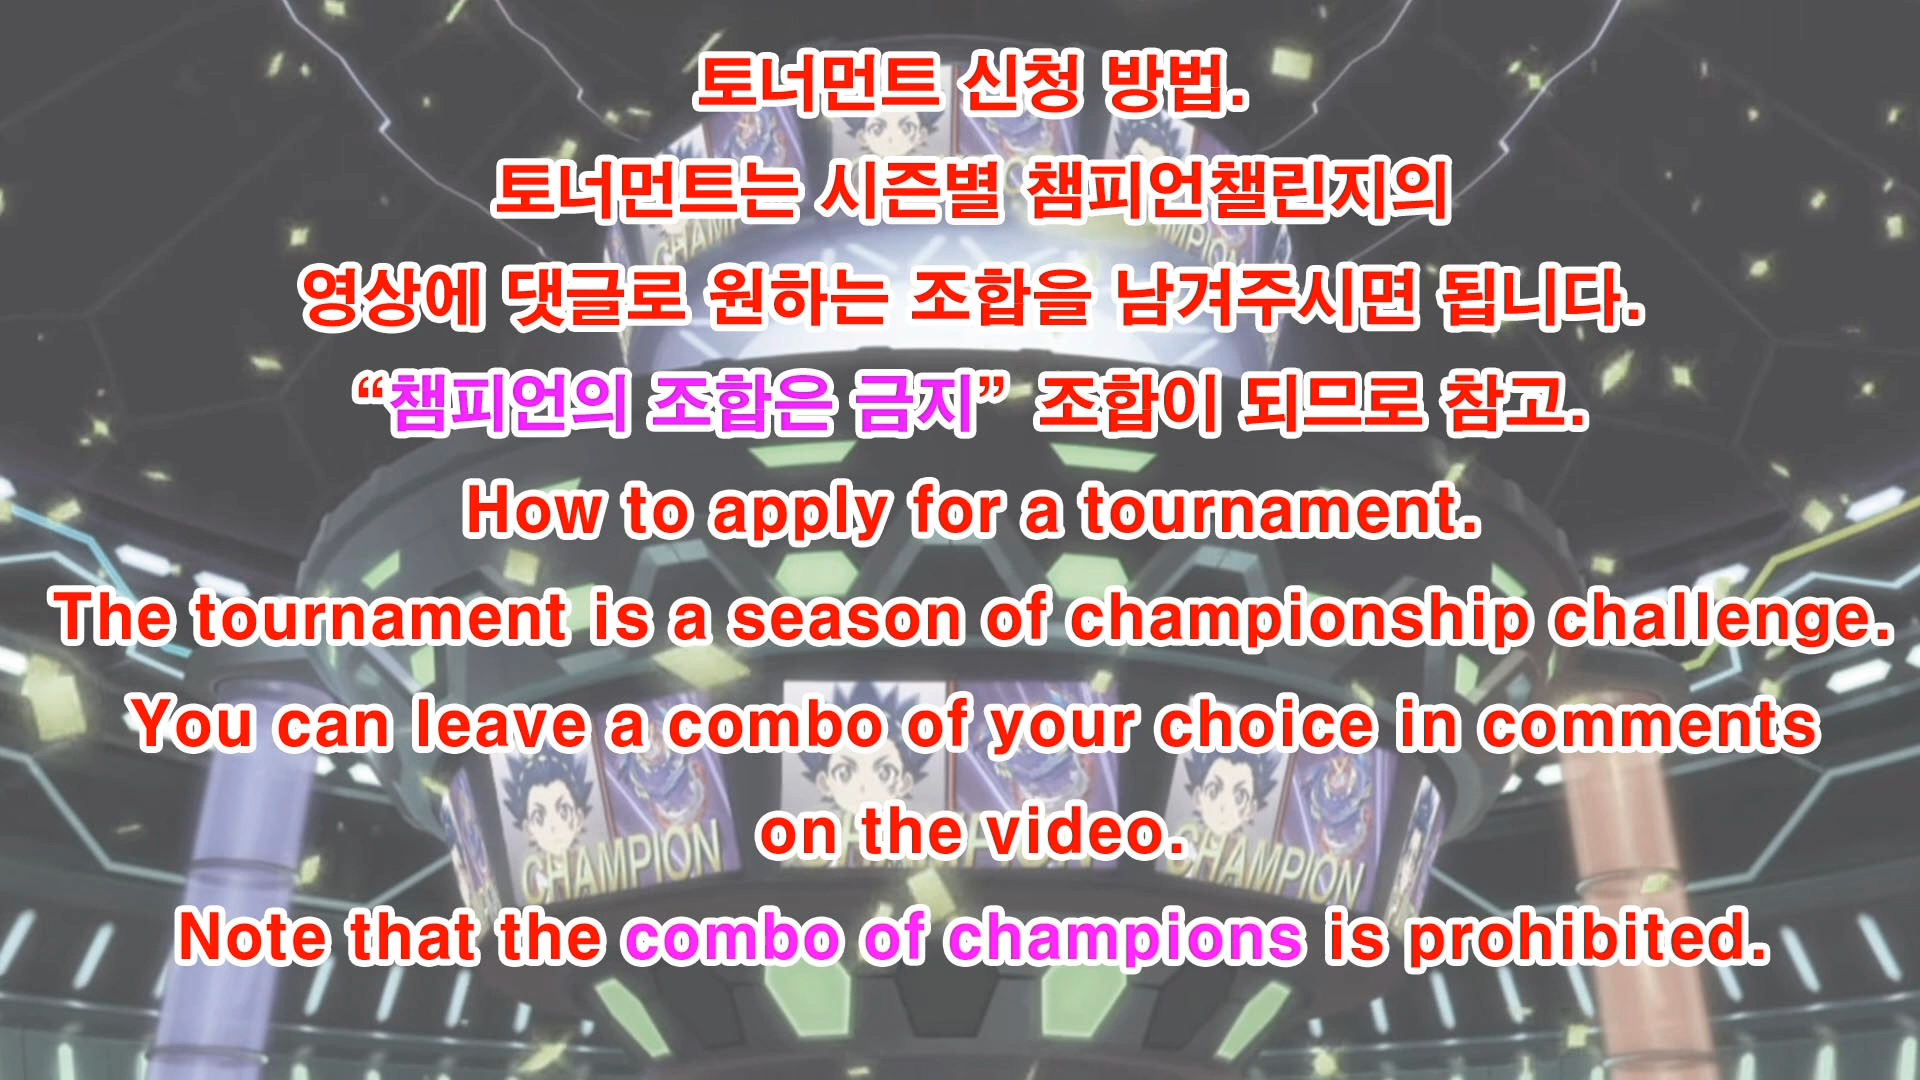 토너먼트 신청 방법.
토너먼트는 시즌별 챔피언챌린지의
영상에 댓글로 원하는 조합을 남겨주시면 됩니다.
“챔피언의 조합은 금지” 조합이 되므로 참고.
How to apply for a tournament.
The tournament is a season of championship challenge.
You can leave a combo of your choice in comments
on the video.
Note that the combo of champions is prohibited.
CHAMPION
CHAMPION